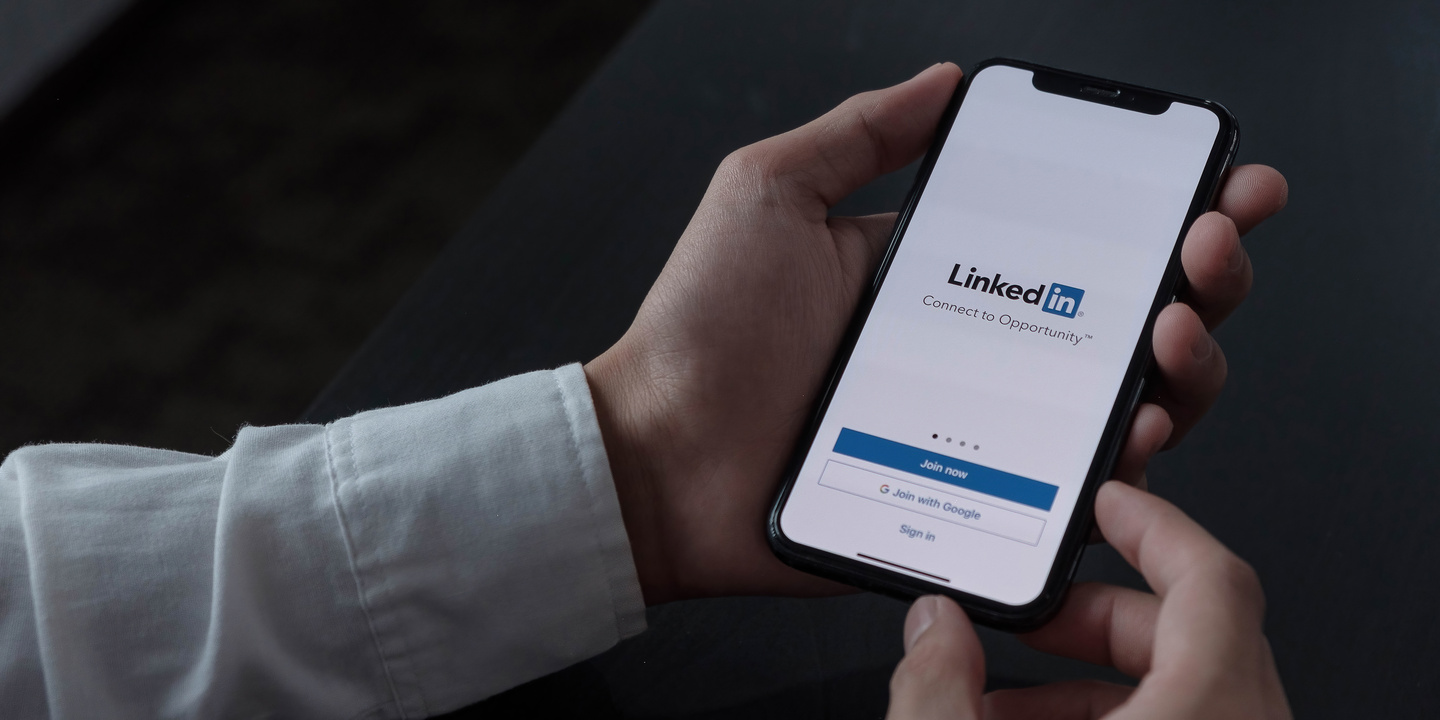 Linkedin®
Connect to Opportunity™
Join now
G Join with Google
Sign in